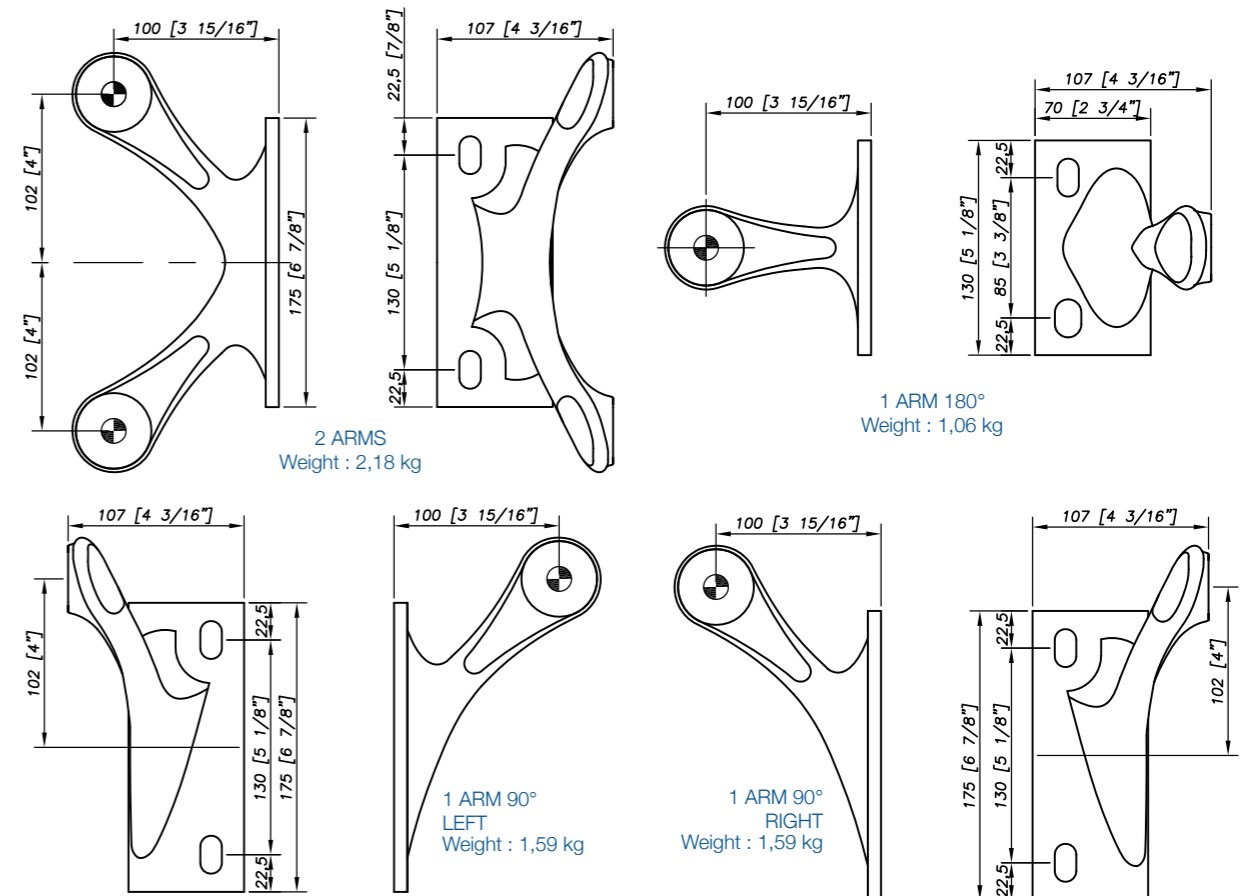 100 [3 15/16"]
102 [4"]
102 [4"]
175 [6 7/8"]
22,5 [7/8"]
107 [4 3/16"]
130 [5 1/8"]
22,5
2 ARMS
Weight : 2,18 kg
100 [3 15/16"]
107 [4 3/16"]
70 [2 3/4"]
22,5
130 [5 1/8"]
85 [3 3/8"]
22,5
1 ARM 180°
Weight : 1,06 kg
107 [4 3/16"]
102 [4"]
22,5
130 [5 1/8"]
175 [6 7/8"]
22,5
100 [3 15/16"]
1 ARM 90°
LEFT
Weight : 1,59 kg
100 [3 15/16"]
1 ARM 90°
RIGHT
Weight : 1,59 kg
107 [4 3/16"]
22,5
102 [4"]
175 [6 7/8"]
130 [5 1/8"]
22,5